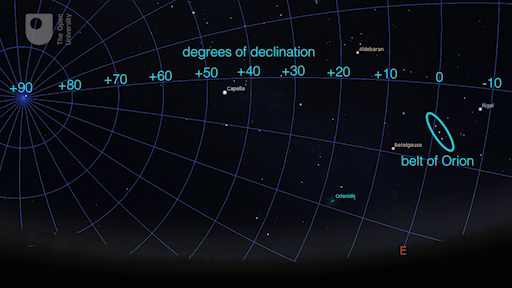 The Open
University
degrees of declination
Aldebaran
+90
+80
+70
+60
+50
+40
+30
+20
+10
0
-10
Capella
Rigel
Betelgeuse
belt of Orion
Orionids
E